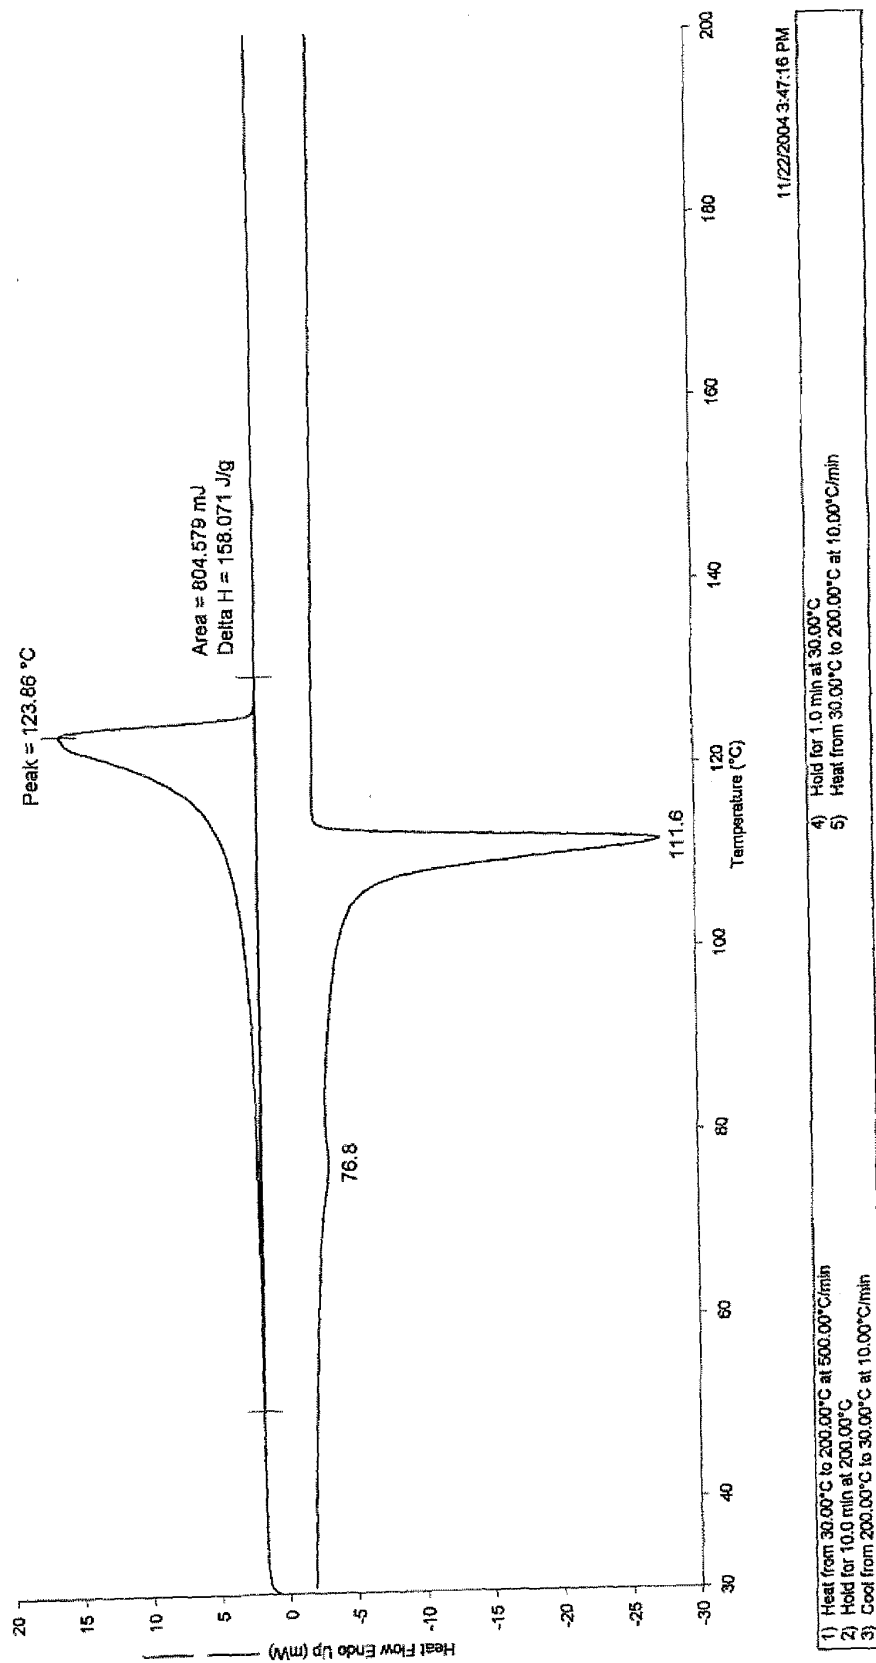 Peak = 123.86 °C
Area = 804.579 mJ
Delta H = 158.071 J/g
20
15
10
5
0
-5
-10
-15
-20
-25
-30
Heat Flow Endo Up (mW)
76.8
111.6
30
40
60
80
100
120
140
160
180
200
Temperature (°C)
11/22/2004 3:47:16 PM
1) Heat from 30.00°C to 200.00°C at 500.00°C/min
2) Hold for 10.0 min at 200.00°C
3) Cool from 200.00°C to 30.00°C at 10.00°C/min
4) Hold for 1.0 min at 30.00°C
5) Heat from 30.00°C to 200.00°C at 10.00°C/min